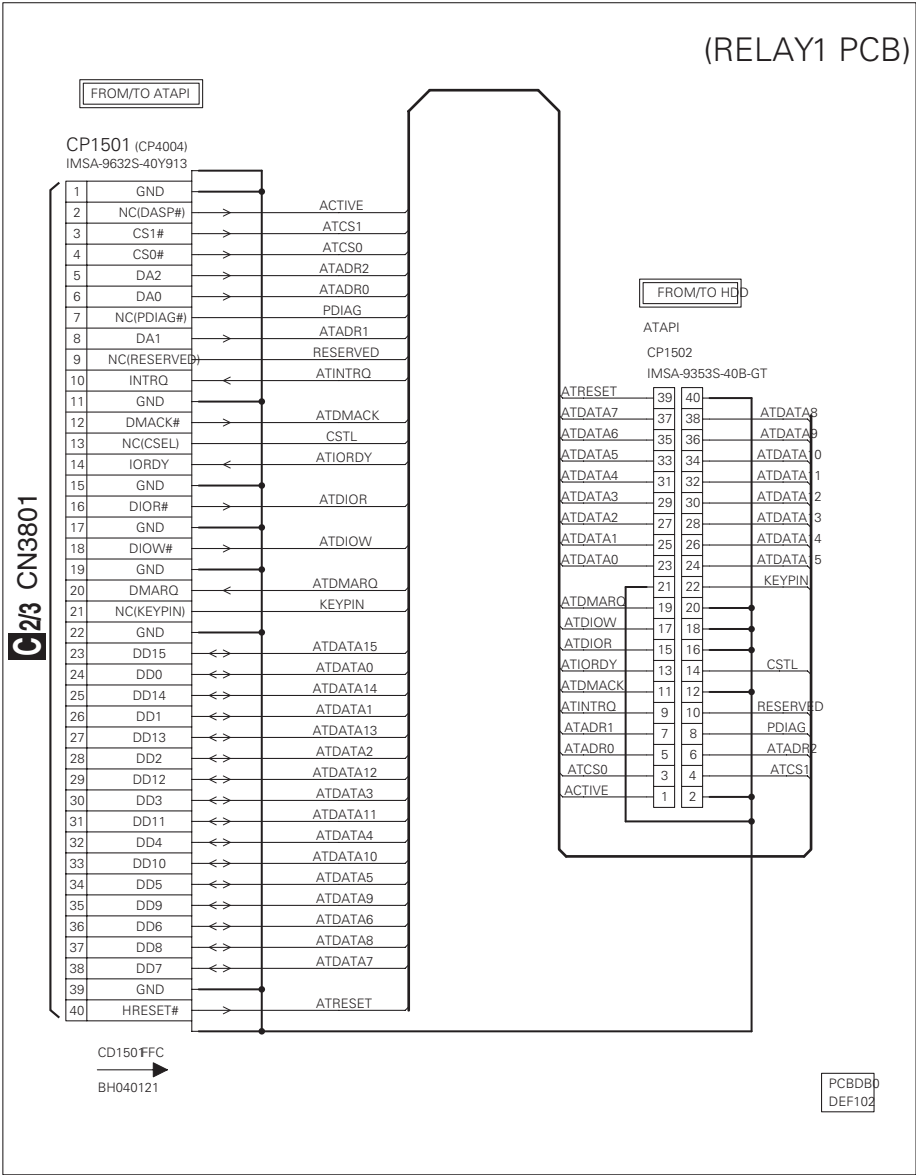 (RELAY1 PCB)
FROM/TO ATAPI
CP1501 (CP4004)
IMSA-9632S-40Y913
1 GND
2 NC(DASP#) ACTIVE
3 CS1# ATCS1
4 CS0# ATCS0
5 DA2 ATADR2
6 DA0 ATADR0
7 NC(PDIAG#) PDIAG
8 DA1 ATADR1
9 NC(RESERVED) RESERVED
10 INTRQ ATINTRQ
11 GND
12 DMACK# ATDMACK
13 NC(CSEL) CSTL
14 IORDY ATIORDY
15 GND
16 DIOR# ATDIOR
17 GND
18 DIOW# ATDIOW
19 GND
20 DMARQ ATDMARQ
21 NC(KEYPIN) KEYPIN
22 GND
23 DD15 ATDATA15
24 DD0 ATDATA0
25 DD14 ATDATA14
26 DD1 ATDATA1
27 DD13 ATDATA13
28 DD2 ATDATA2
29 DD12 ATDATA12
30 DD3 ATDATA3
31 DD11 ATDATA11
32 DD4 ATDATA4
33 DD10 ATDATA10
34 DD5 ATDATA5
35 DD9 ATDATA9
36 DD6 ATDATA6
37 DD8 ATDATA8
38 DD7 ATDATA7
39 GND
40 HRESET# ATRESET
C 2/3 CN3801
CD1501 FFC
BH040121
FROM/TO HDD
ATAPI
CP1502
IMSA-9353S-40B-GT
ATRESET 39 40
ATDATA7 37 38 ATDATA8
ATDATA6 35 36 ATDATA9
ATDATA5 33 34 ATDATA10
ATDATA4 31 32 ATDATA11
ATDATA3 29 30 ATDATA12
ATDATA2 27 28 ATDATA13
ATDATA1 25 26 ATDATA14
ATDATA0 23 24 ATDATA15
21 22 KEYPIN
ATDMARQ 19 20
ATDIOW 17 18
ATDIOR 15 16
ATIORDY 13 14 CSTL
ATDMACK 11 12
ATINTRQ 9 10 RESERVED
ATADR1 7 8 PDIAG
ATADR0 5 6 ATADR2
ATCS0 3 4 ATCS1
ACTIVE 1 2
PCBDB0
DEF102